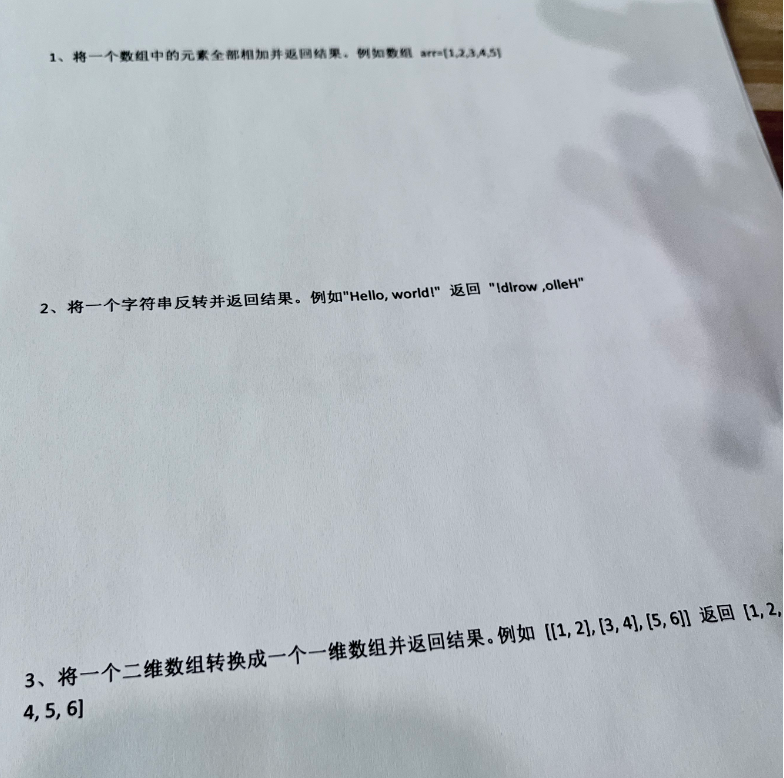 1、将一个数组中的元素全部相加并返回结果。例如数组 arr=[1,2,3,4,5]
2、将一个字符串反转并返回结果。例如"Hello, world!" 返回 "!dlrow ,olleH"
3、将一个二维数组转换成一个一维数组并返回结果。例如 [[1, 2], [3, 4], [5, 6]] 返回 [1, 2,
4, 5, 6]